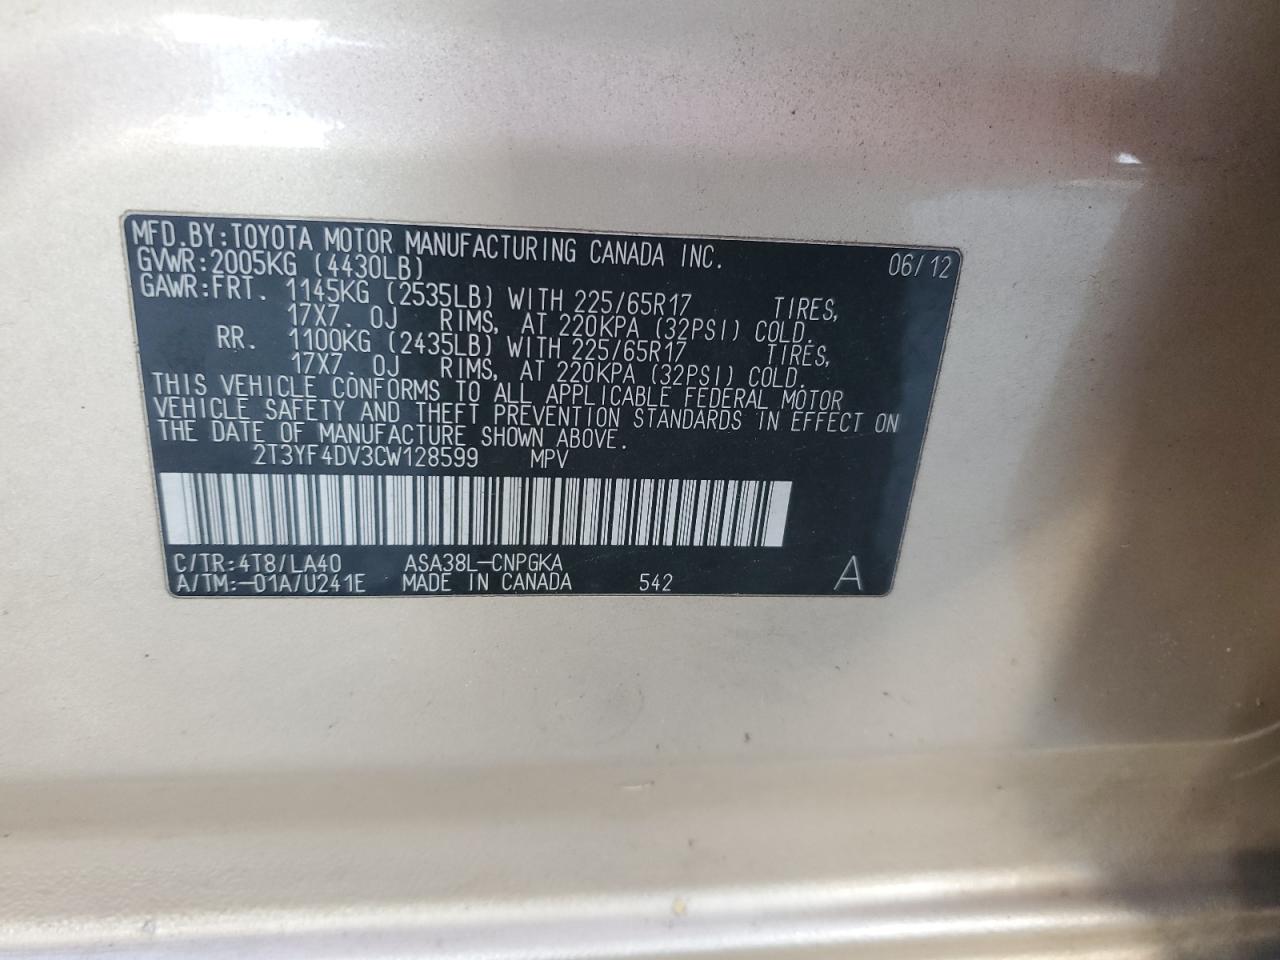 MFD.BY:TOYOTA MOTOR MANUFACTURING CANADA INC. 06/12
GVWR:2005KG (4430LB)
GAWR:FRT. 1145KG (2535LB) WITH 225/65R17 TIRES,
17X7.0J RIMS, AT 220KPA (32PSI) COLD.
RR. 1100KG (2435LB) WITH 225/65R17 TIRES,
17X7.0J RIMS, AT 220KPA (32PSI) COLD.
THIS VEHICLE CONFORMS TO ALL APPLICABLE FEDERAL MOTOR
VEHICLE SAFETY AND THEFT PREVENTION STANDARDS IN EFFECT ON
THE DATE OF MANUFACTURE SHOWN ABOVE.
2T3YF4DV3CW128599 MPV
C/TR:4T8/LA40 ASA38L-CNPGKA
A/TM:-01A/U241E MADE IN CANADA 542 A